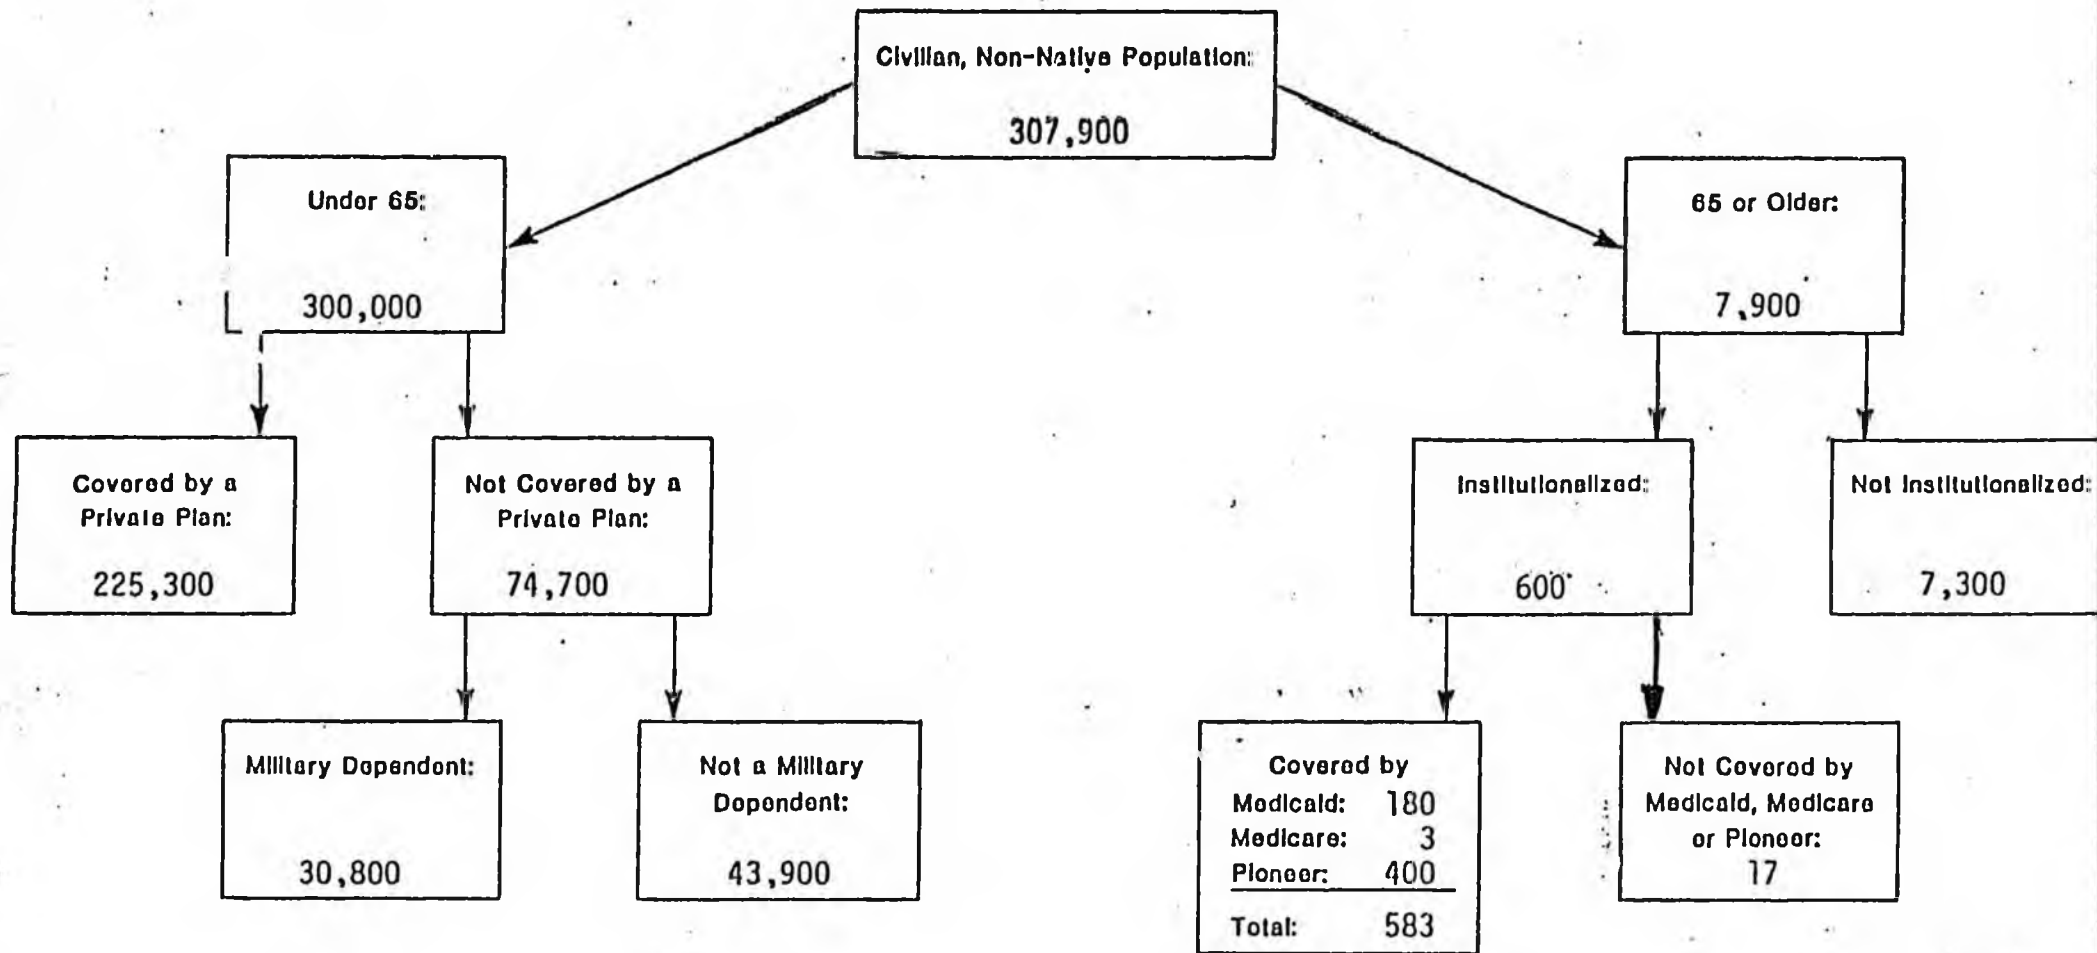 Civilian, Non-Native Population:
307,900
Under 65:
300,000
65 or Older:
7,900
Covered by a
Private Plan:
225,300
Not Covered by a
Private Plan:
74,700
Institutionalized:
600
Not Institutionalized:
7,300
Military Dependent:
30,800
Not a Military
Dependent:
43,900
Covered by
Medicaid: 180
Medicare: 3
Pioneer: 400
Total: 583
Not Covered by
Medicaid, Medicare
or Pioneer:
17